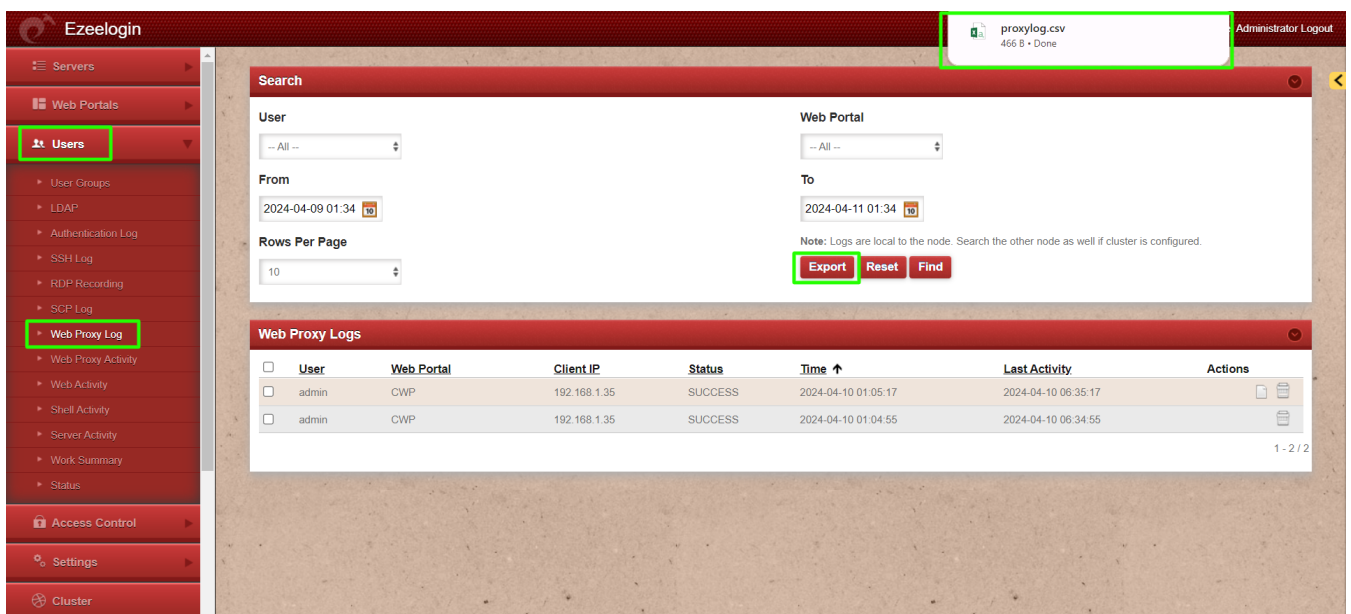 Ezeelogin
proxylog.csv
466 B • Done
Administrator Logout
Servers
Web Portals
Users
User Groups
LDAP
Authentication Log
SSH Log
RDP Recording
SCP Log
Web Proxy Log
Web Proxy Activity
Web Activity
Shell Activity
Server Activity
Work Summary
Status
Access Control
Settings
Cluster
Search
User
Web Portal
-- All --
-- All --
From
To
2024-04-09 01:34
2024-04-11 01:34
Rows Per Page
Note: Logs are local to the node. Search the other node as well if cluster is configured.
10
Export Reset Find
Web Proxy Logs
User Web Portal Client IP Status Time ↑ Last Activity Actions
admin CWP 192.168.1.35 SUCCESS 2024-04-10 01:05:17 2024-04-10 06:35:17
admin CWP 192.168.1.35 SUCCESS 2024-04-10 01:04:55 2024-04-10 06:34:55
1 - 2 / 2